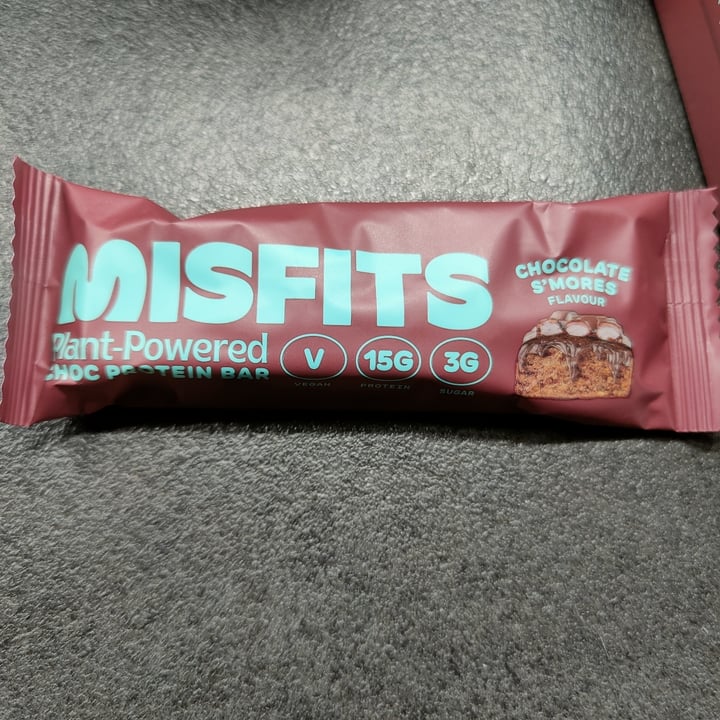 MISFITS
Plant-Powered
CHOC PROTEIN BAR
V
VEGAN
15G
PROTEIN
3G
SUGAR
CHOCOLATE
S'MORES
FLAVOUR